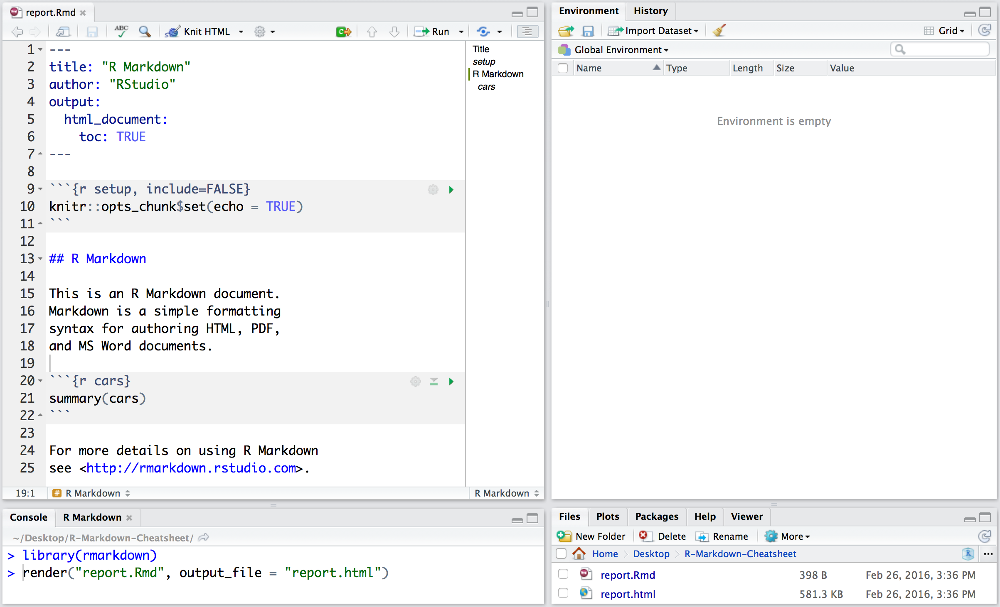 report.Rmd
ABC
Knit HTML
C
Run
1 ---
2 title: "R Markdown"
3 author: "RStudio"
4 output:
5   html_document:
6     toc: TRUE
7 ---
8
9 ```{r setup, include=FALSE}
10 knitr::opts_chunk$set(echo = TRUE)
11 ```
12
13 ## R Markdown
14
15 This is an R Markdown document.
16 Markdown is a simple formatting
17 syntax for authoring HTML, PDF,
18 and MS Word documents.
19
20 ```{r cars}
21 summary(cars)
22 ```
23
24 For more details on using R Markdown
25 see <http://rmarkdown.rstudio.com>.
Title
setup
R Markdown
cars
19:1 # R Markdown R Markdown
Console R Markdown
~/Desktop/R-Markdown-Cheatsheet/
> library(rmarkdown)
> render("report.Rmd", output_file = "report.html")
Environment History
Import Dataset Grid
Global Environment
Name Type Length Size Value
Environment is empty
Files Plots Packages Help Viewer
New Folder Delete Rename More
Home Desktop R-Markdown-Cheatsheet R ...
report.Rmd 398 B Feb 26, 2016, 3:36 PM
report.html 581.3 KB Feb 26, 2016, 3:36 PM